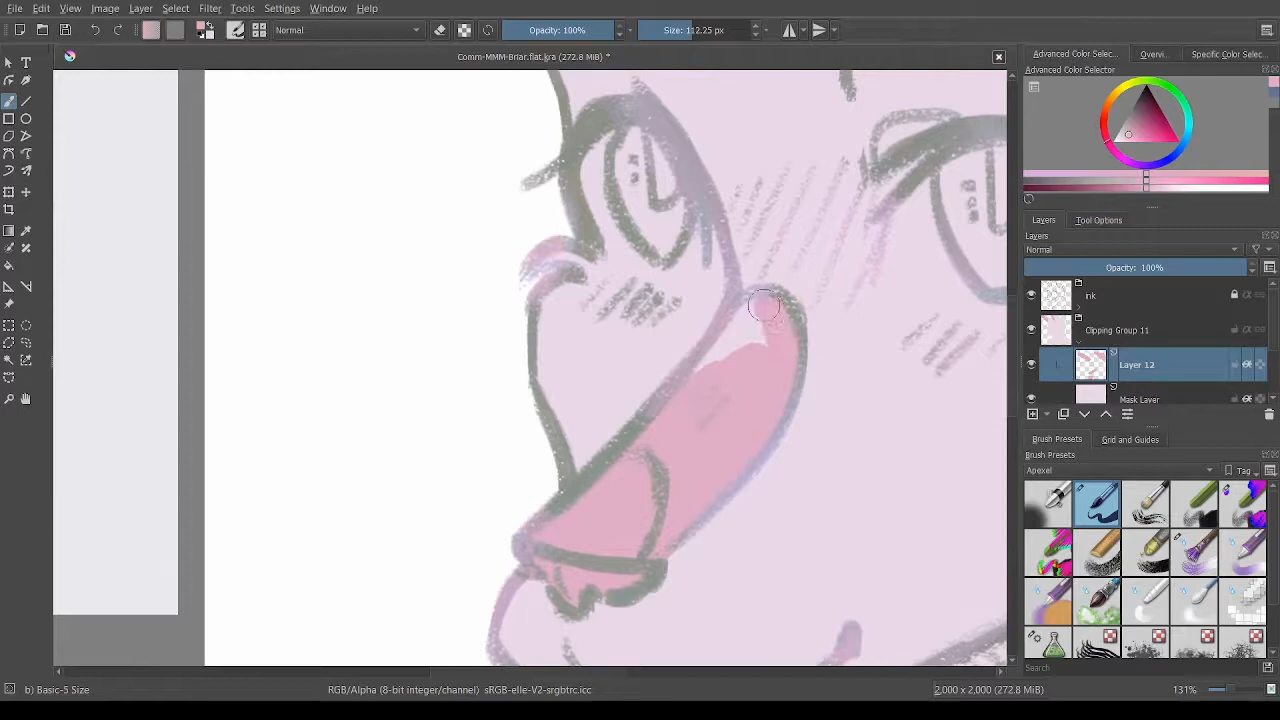 File Edit View Image Layer Select Filter Tools Settings Window Help
Normal Opacity: 100% Size: 112.25 px
Comm-MMM-Briar.flat.kra (272.8 MiB) *
Advanced Color Selec... Overvi... Specific Color Selec...
Advanced Color Selector
Layers Tool Options
Layers
Normal
Opacity: 100%
ink
Clipping Group 11
Layer 12
Mask Layer
Brush Presets Grid and Guides
Brush Presets
Apexel Tag
Search
b) Basic-5 Size RGB/Alpha (8-bit integer/channel) sRGB-elle-V2-srgbtrc.icc 2,000 x 2,000 (272.8 MiB) 131%